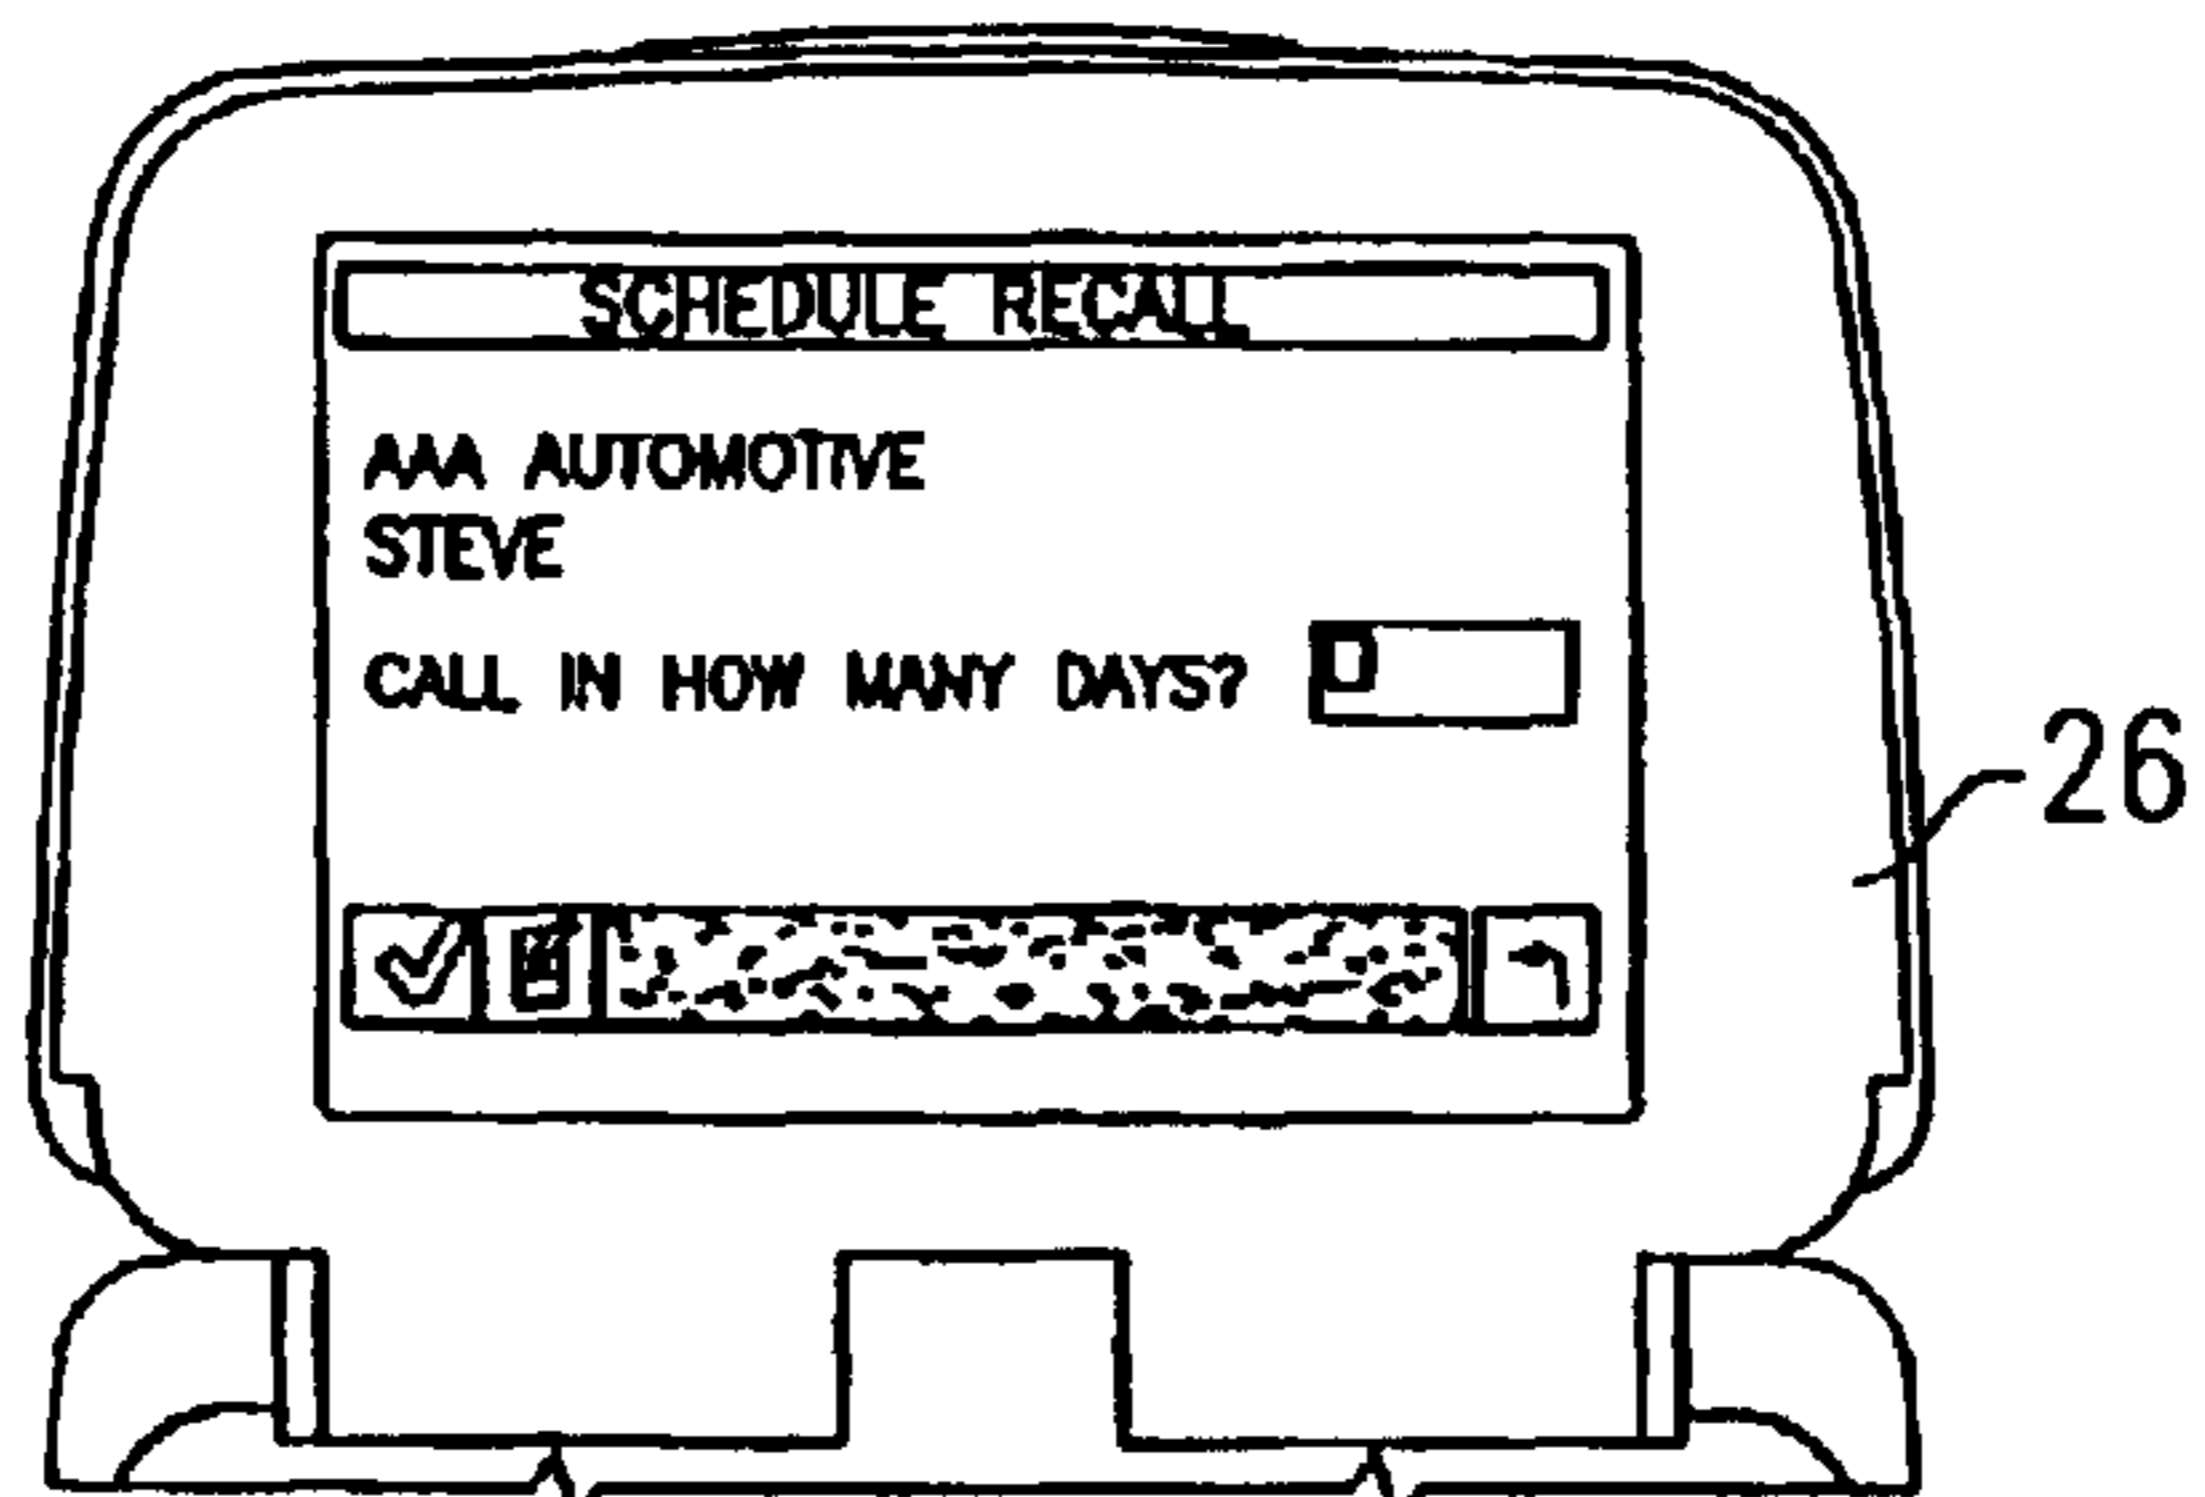 SCHEDULE RECALL
AAA AUTOMOTIVE
STEVE
CALL IN HOW MANY DAYS? 0
26